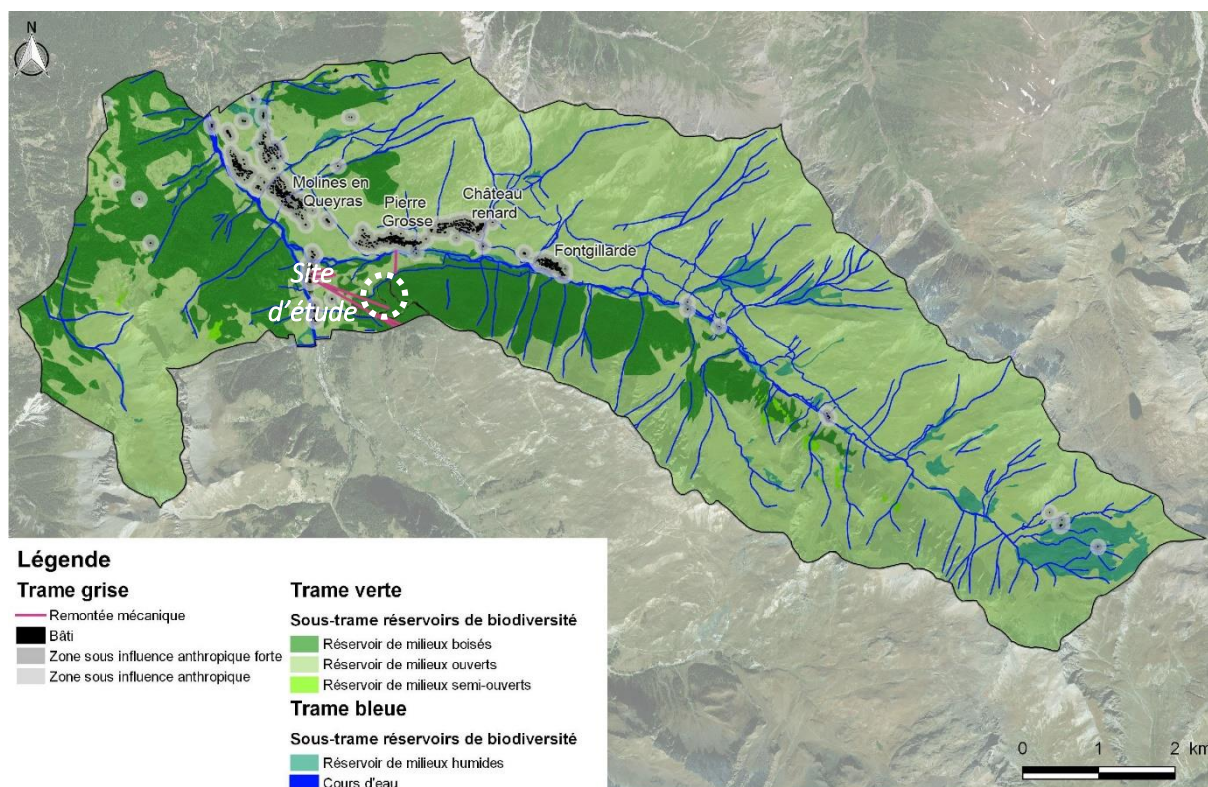 N
Molines en
Queyras
Pierre
Grosse
Château
renard
Fontgillarde
Site
d'étude
Légende
Trame grise
Remontée mécanique
Bâti
Zone sous influence anthropique forte
Zone sous influence anthropique
Trame verte
Sous-trame réservoirs de biodiversité
Réservoir de milieux boisés
Réservoir de milieux ouverts
Réservoir de milieux semi-ouverts
Trame bleue
Sous-trame réservoirs de biodiversité
Réservoir de milieux humides
Cours d'eau
0 1 2 km